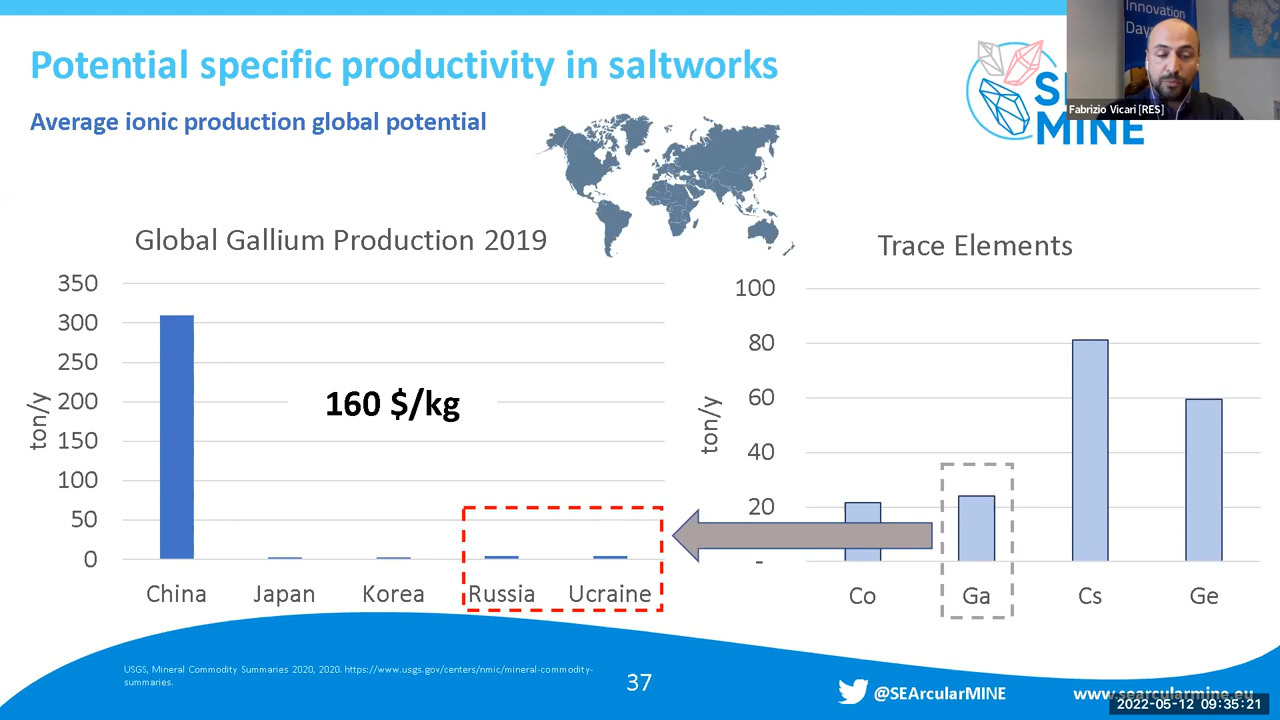 Potential specific productivity in saltworks
Average ionic production global potential
Innovation
Days
Fabrizio Vicari [RES]
MINE
Global Gallium Production 2019
350
300
250
200
150
100
50
0
ton/y
160 $/kg
China
Japan
Korea
Russia
Ucraine
Trace Elements
100
80
60
40
20
-
ton/y
Co
Ga
Cs
Ge
USGS, Mineral Commodity Summaries 2020, 2020. https://www.usgs.gov/centers/nmic/mineral-commodity-
summaries.
37
@SEArcularMINE
www.searcularmine.eu
2022-05-12 09:35:21